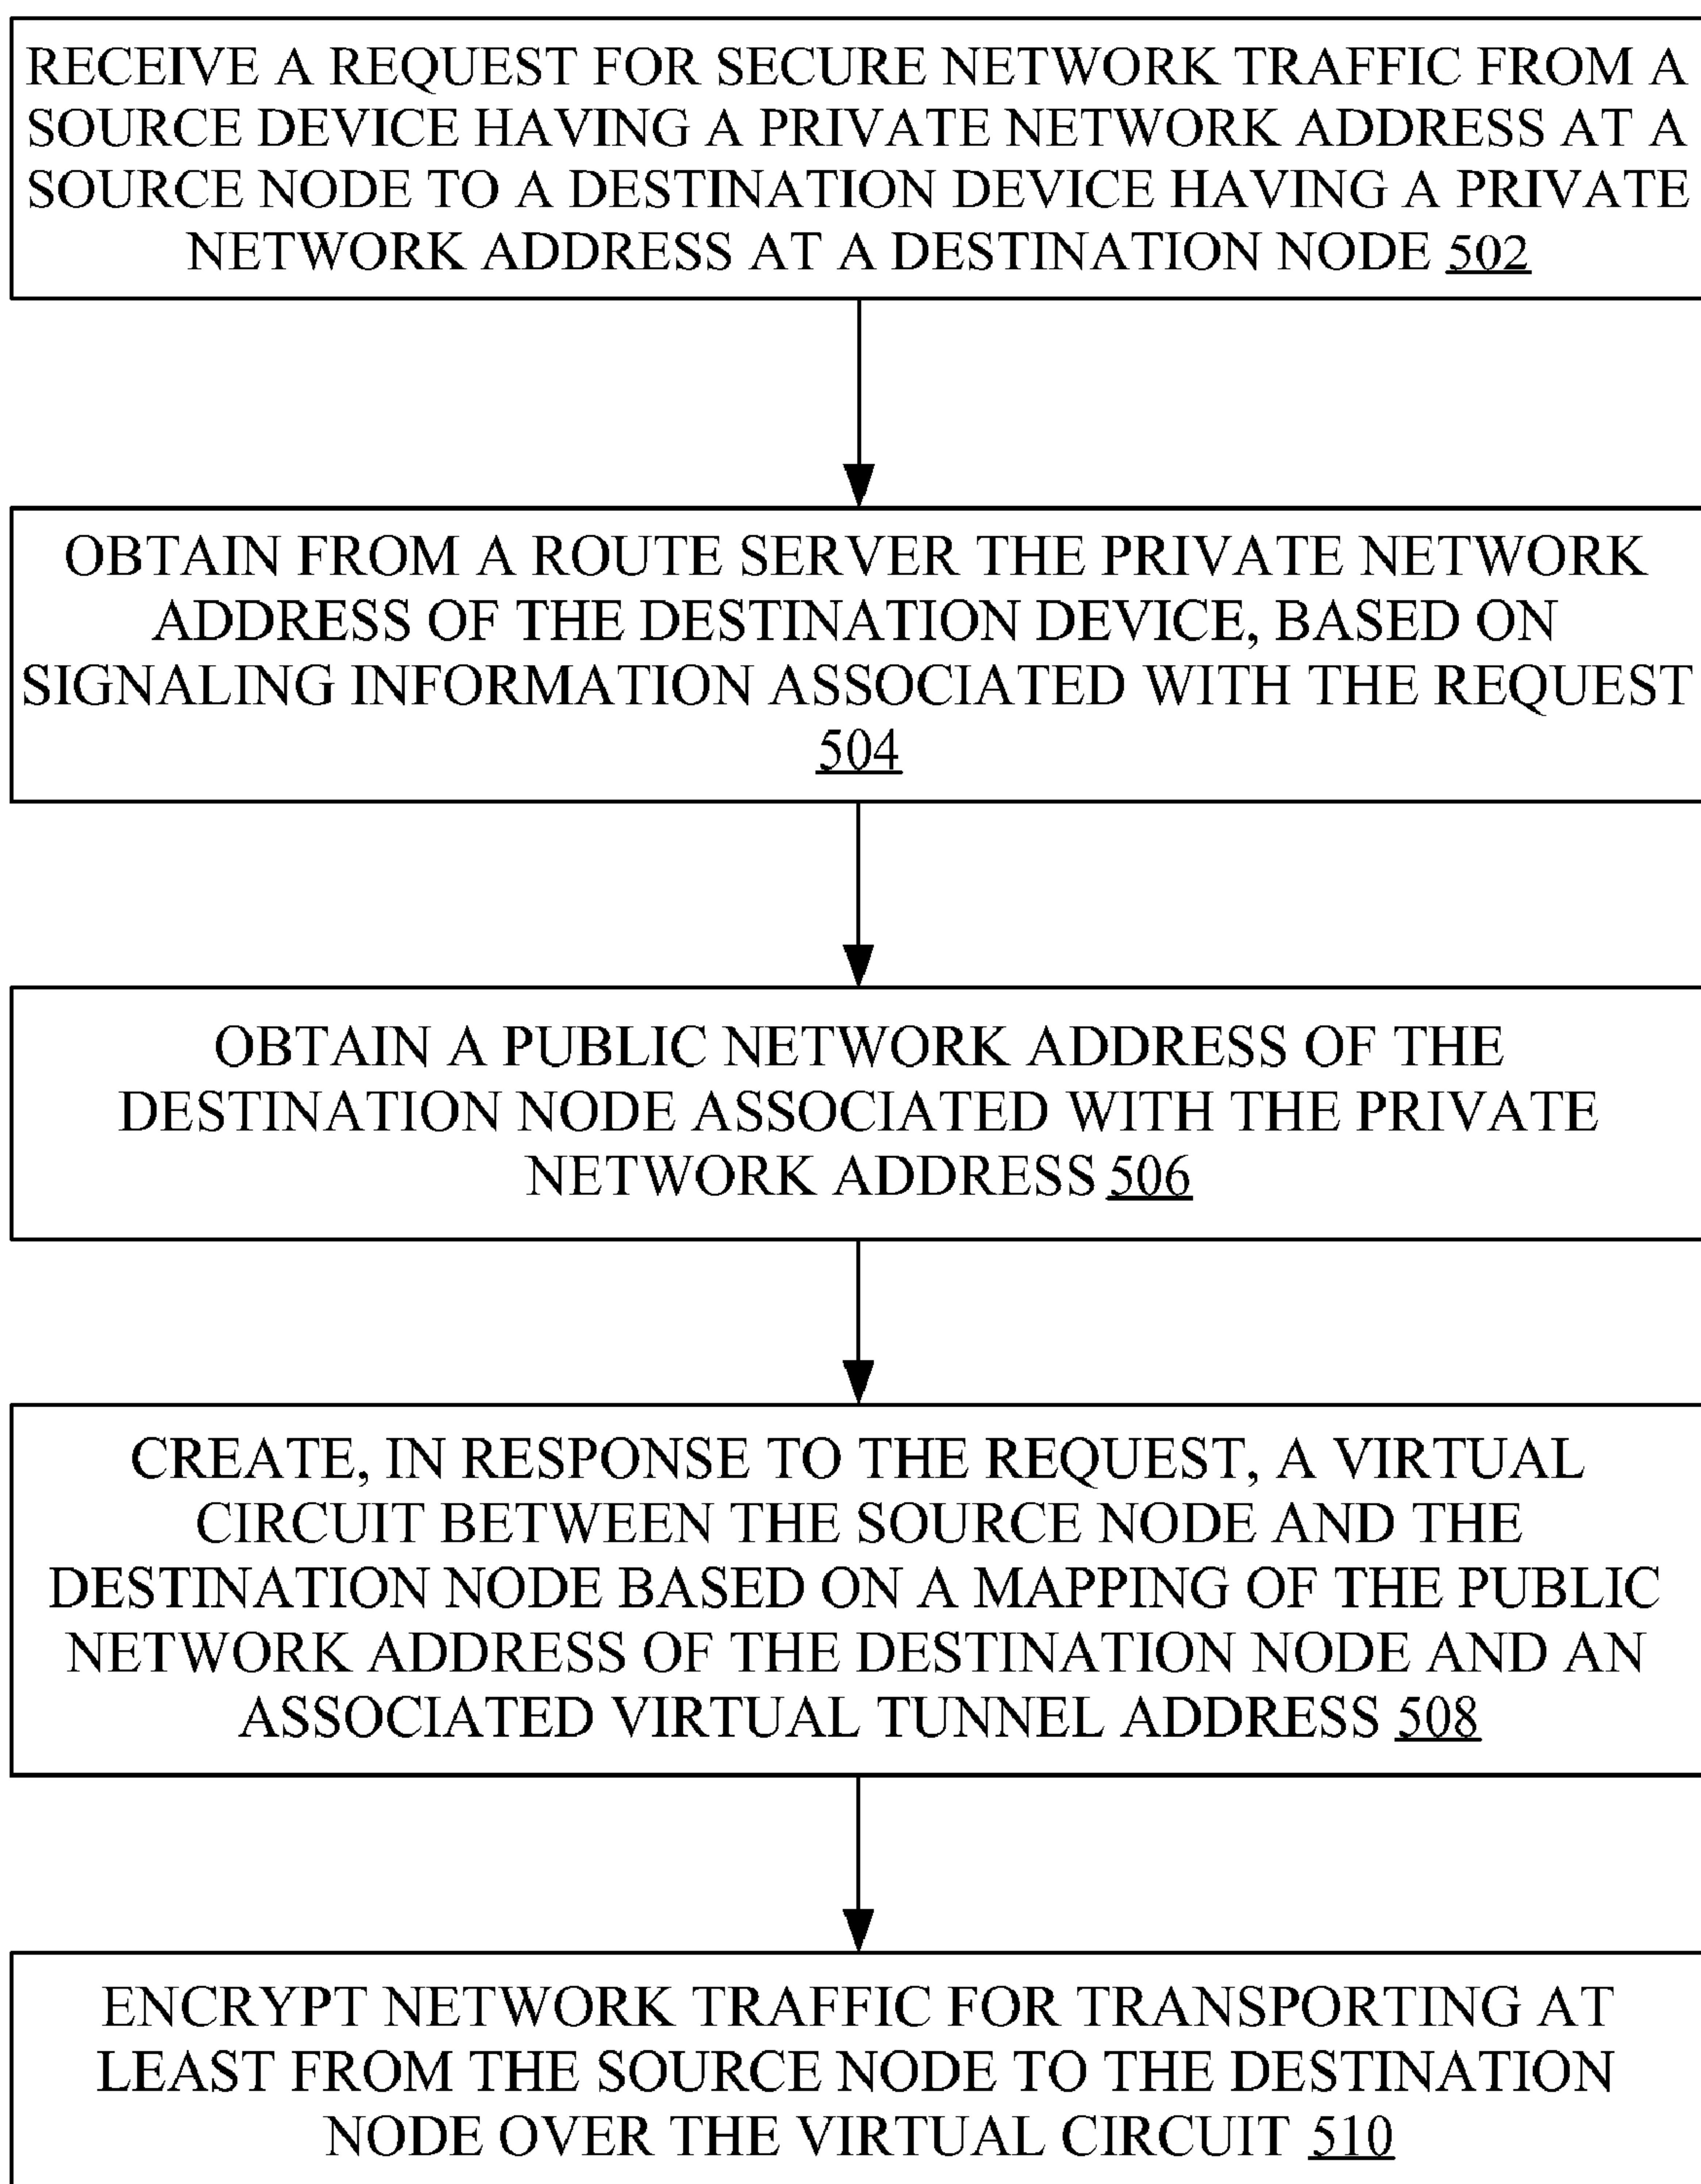 RECEIVE A REQUEST FOR SECURE NETWORK TRAFFIC FROM A
SOURCE DEVICE HAVING A PRIVATE NETWORK ADDRESS AT A
SOURCE NODE TO A DESTINATION DEVICE HAVING A PRIVATE
NETWORK ADDRESS AT A DESTINATION NODE 502
OBTAIN FROM A ROUTE SERVER THE PRIVATE NETWORK
ADDRESS OF THE DESTINATION DEVICE, BASED ON
SIGNALING INFORMATION ASSOCIATED WITH THE REQUEST
504
OBTAIN A PUBLIC NETWORK ADDRESS OF THE
DESTINATION NODE ASSOCIATED WITH THE PRIVATE
NETWORK ADDRESS 506
CREATE, IN RESPONSE TO THE REQUEST, A VIRTUAL
CIRCUIT BETWEEN THE SOURCE NODE AND THE
DESTINATION NODE BASED ON A MAPPING OF THE PUBLIC
NETWORK ADDRESS OF THE DESTINATION NODE AND AN
ASSOCIATED VIRTUAL TUNNEL ADDRESS 508
ENCRYPT NETWORK TRAFFIC FOR TRANSPORTING AT
LEAST FROM THE SOURCE NODE TO THE DESTINATION
NODE OVER THE VIRTUAL CIRCUIT 510